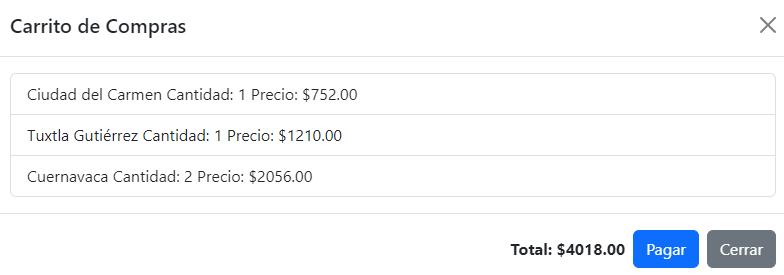 Carrito de Compras
Ciudad del Carmen Cantidad: 1 Precio: $752.00
Tuxtla Gutiérrez Cantidad: 1 Precio: $1210.00
Cuernavaca Cantidad: 2 Precio: $2056.00
Total: $4018.00 Pagar Cerrar